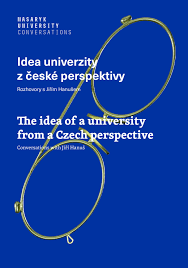 MASARYK
UNIVERSITY
CONVERSATIONS
Idea univerzity
z české perspektivy
Rozhovory s Jiřím Hanušem
The idea of a university
from a Czech perspective
Conversations with Jiří Hanuš